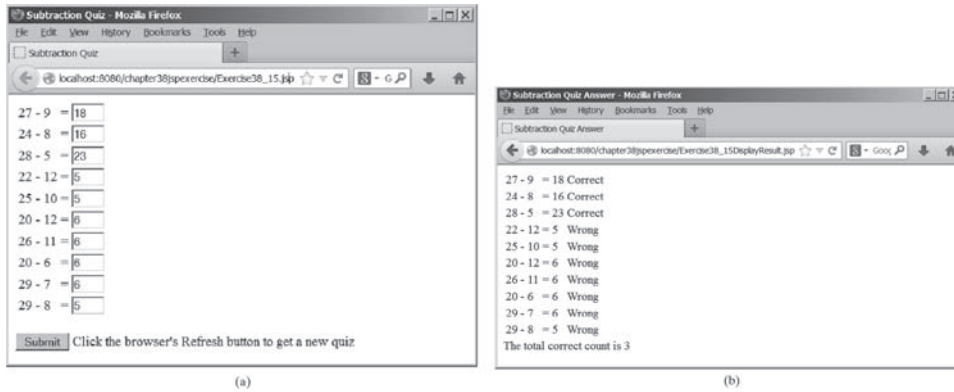 Subtraction Quiz - Mozilla Firefox
File Edit View History Bookmarks Tools Help
Subtraction Quiz
localhost:8080/chapter38jspexercise/Exercise38_15.jsp
27 - 9 = 18
24 - 8 = 16
28 - 5 = 23
22 - 12 = 5
25 - 10 = 5
20 - 12 = 6
26 - 11 = 6
20 - 6 = 6
29 - 7 = 6
29 - 8 = 5
Submit Click the browser's Refresh button to get a new quiz
(a)
Subtraction Quiz Answer - Mozilla Firefox
File Edit View History Bookmarks Tools Help
Subtraction Quiz Answer
localhost:8080/chapter38jspexercise/Exercise38_15DisplayResult.jsp
27 - 9 = 18 Correct
24 - 8 = 16 Correct
28 - 5 = 23 Correct
22 - 12 = 5 Wrong
25 - 10 = 5 Wrong
20 - 12 = 6 Wrong
26 - 11 = 6 Wrong
20 - 6 = 6 Wrong
29 - 7 = 6 Wrong
29 - 8 = 5 Wrong
The total correct count is 3
(b)